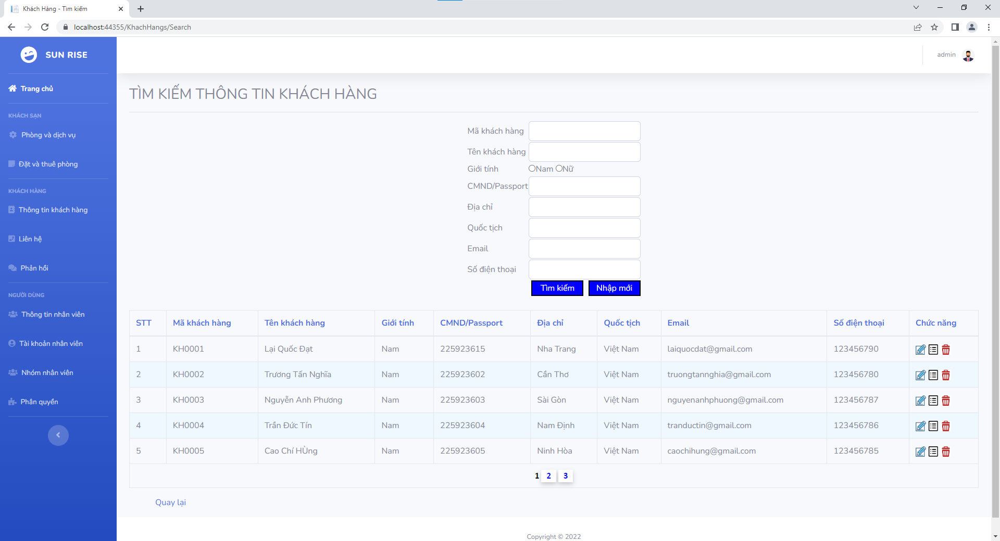 Khách Hàng - Tìm kiếm
localhost:44355/KhachHangs/Search
SUN RISE
admin
Trang chủ
KHÁCH SẠN
Phòng và dịch vụ
Đặt và thuê phòng
KHÁCH HÀNG
Thông tin khách hàng
Liên hệ
Phản hồi
NGƯỜI DÙNG
Thông tin nhân viên
Tài khoản nhân viên
Nhóm nhân viên
Phân quyền
TÌM KIẾM THÔNG TIN KHÁCH HÀNG
Mã khách hàng
Tên khách hàng
Giới tính Nam Nữ
CMND/Passport
Địa chỉ
Quốc tịch
Email
Số điện thoại
Tìm kiếm Nhập mới
STT Mã khách hàng Tên khách hàng Giới tính CMND/Passport Địa chỉ Quốc tịch Email Số điện thoại Chức năng
1 KH0001 Lại Quốc Đạt Nam 225923615 Nha Trang Việt Nam laiquocdat@gmail.com 123456790
2 KH0002 Trương Tấn Nghĩa Nam 225923602 Cần Thơ Việt Nam truongtannghia@gmail.com 123456780
3 KH0003 Nguyễn Anh Phương Nam 225923603 Sài Gòn Việt Nam nguyenanhphuong@gmail.com 123456787
4 KH0004 Trần Đức Tín Nam 225923604 Nam Định Việt Nam tranductin@gmail.com 123456786
5 KH0005 Cao Chí HÙng Nam 225923605 Ninh Hòa Việt Nam caochihung@gmail.com 123456785
1 2 3
Quay lại
Copyright © 2022